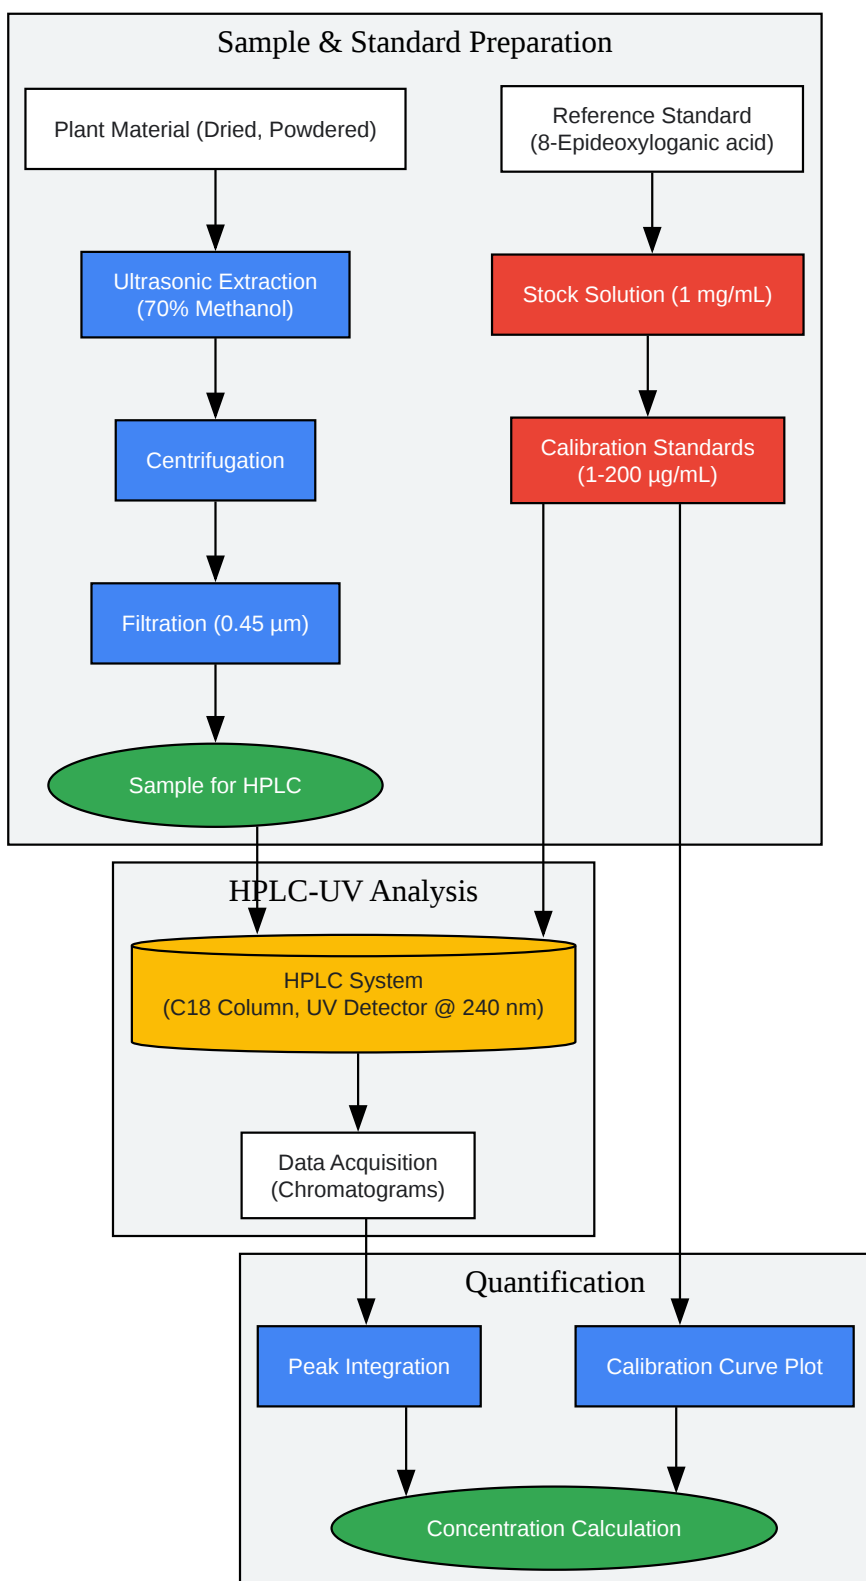 Sample & Standard Preparation
Plant Material (Dried, Powdered)
Reference Standard
(8-Epideoxyloganic acid)
Ultrasonic Extraction
(70% Methanol)
Stock Solution (1 mg/mL)
Centrifugation
Calibration Standards
(1-200 µg/mL)
Filtration (0.45 µm)
Sample for HPLC
HPLC-UV Analysis
HPLC System
(C18 Column, UV Detector @ 240 nm)
Data Acquisition
(Chromatograms)
Quantification
Peak Integration
Calibration Curve Plot
Concentration Calculation